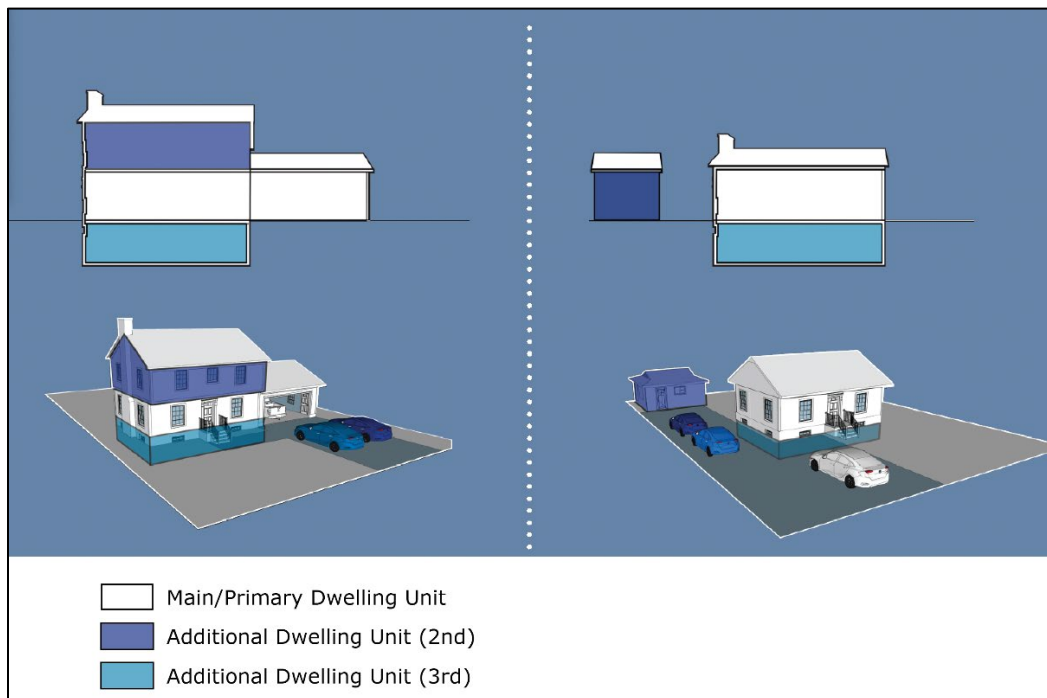 Main/Primary Dwelling Unit
Additional Dwelling Unit (2nd)
Additional Dwelling Unit (3rd)